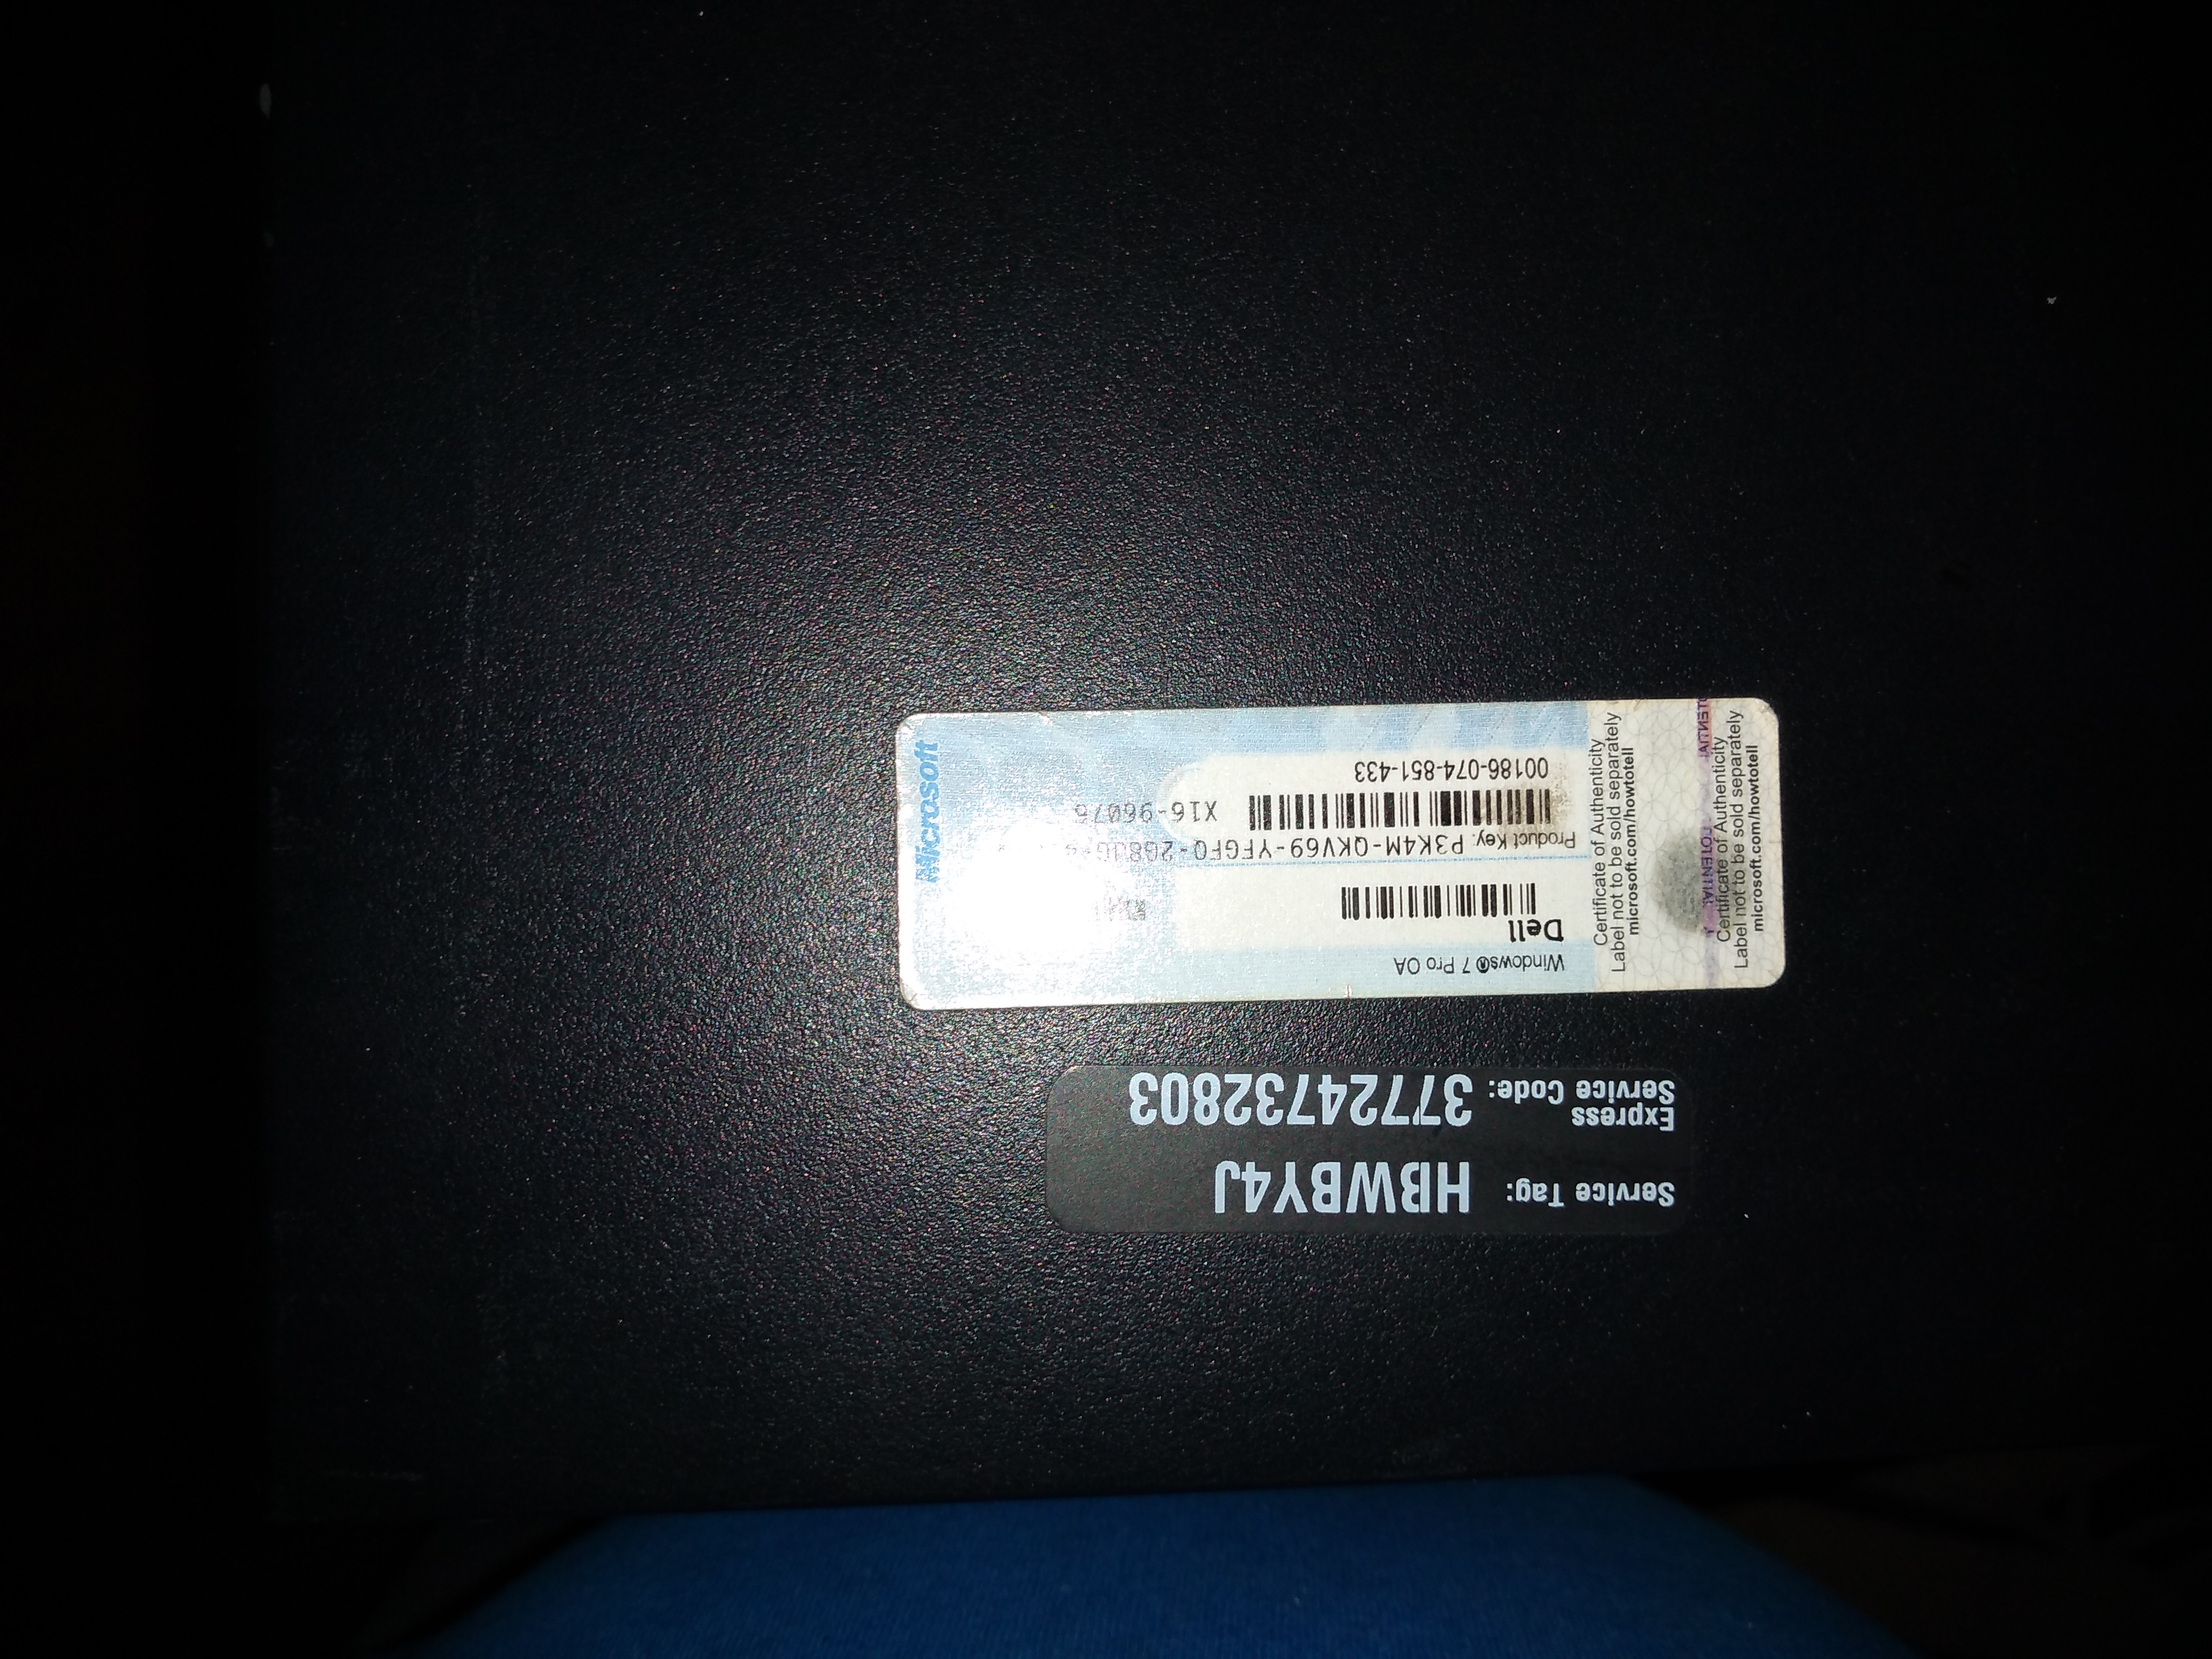 Service Tag: HBWBY4J
Express
Service Code: 37724732803
Windows® 7 Pro OA
Dell
Product Key: P3K4M-QKV69-YFGFQ-
X16-96076
00186-074-851-433
Microsoft
Certificate of Authenticity
Label not to be sold separately
microsoft.com/howtotell
Certificate of Authenticity
Label not to be sold separately
microsoft.com/howtotell